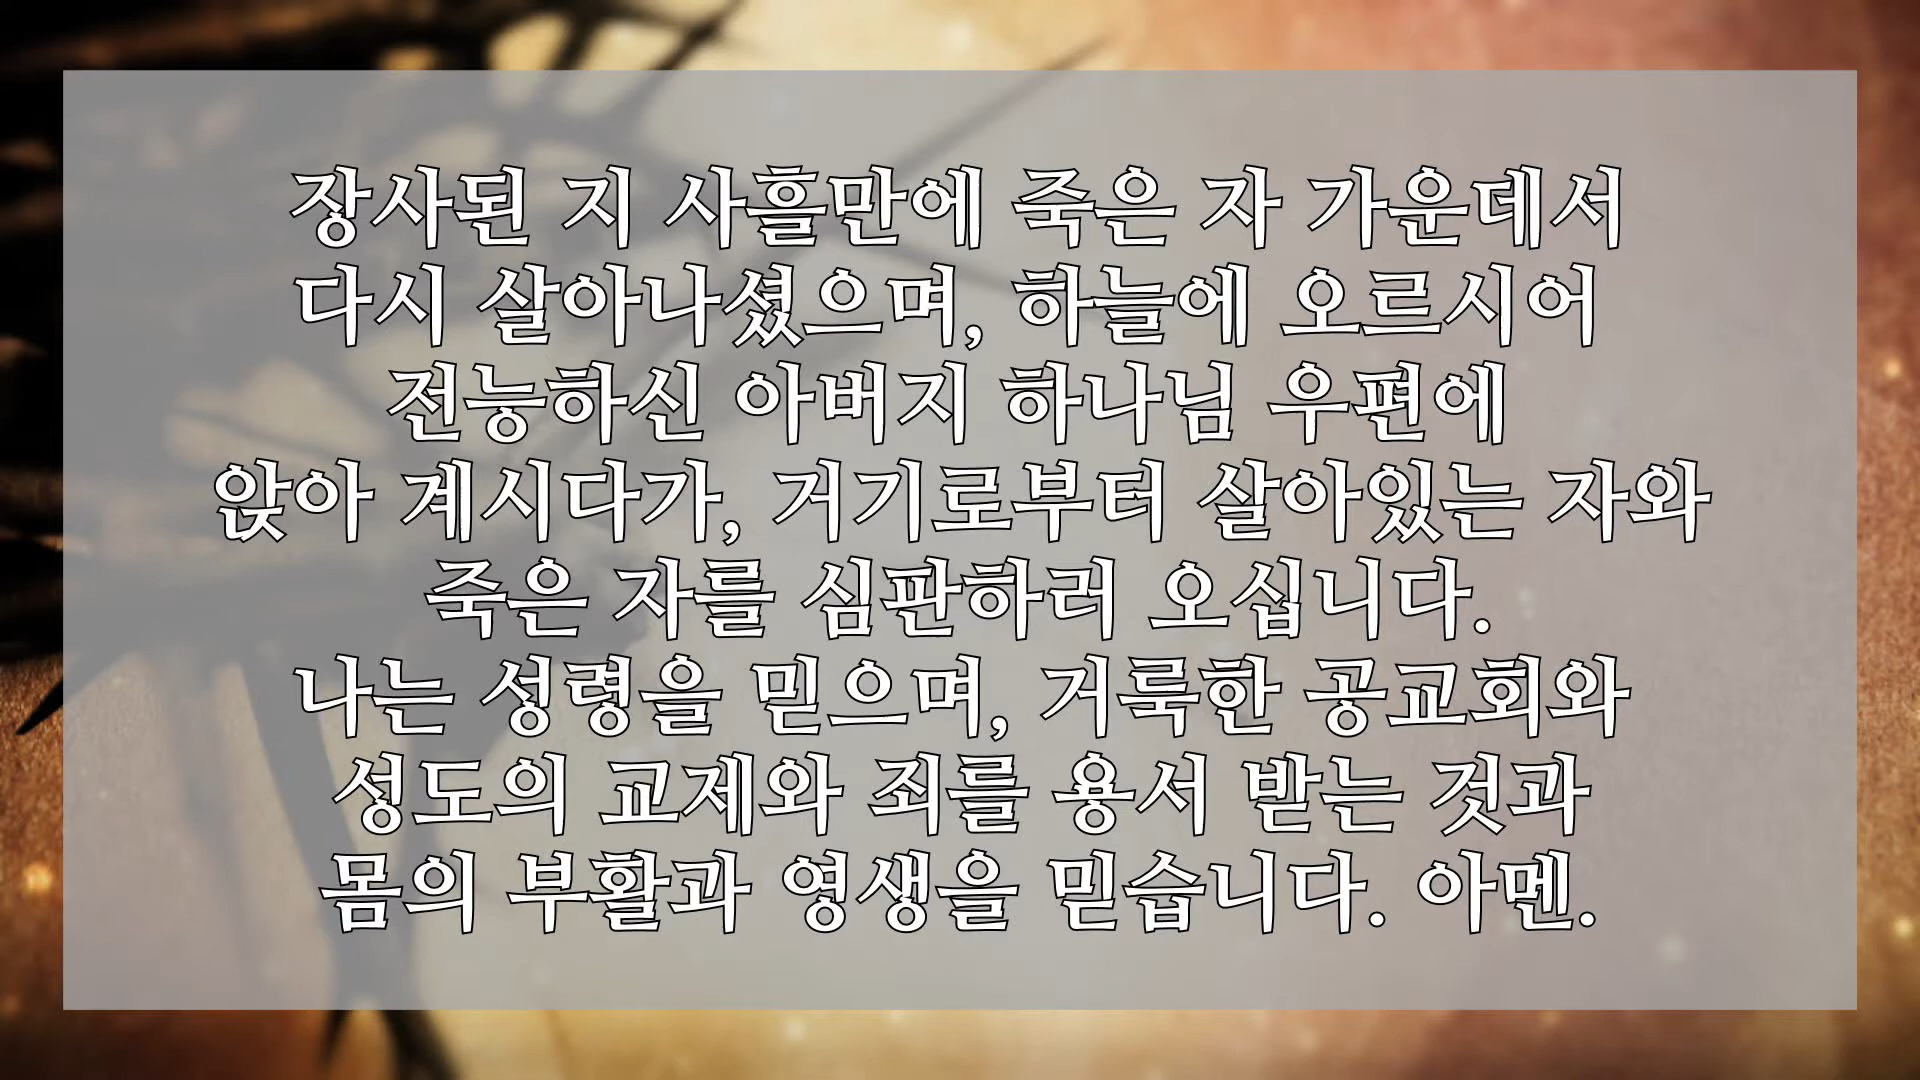 장사된 지 사흘만에 죽은 자 가운데서
다시 살아나셨으며, 하늘에 오르시어
전능하신 아버지 하나님 우편에
앉아 계시다가, 거기로부터 살아있는 자와
죽은 자를 심판하러 오십니다.
나는 성령을 믿으며, 거룩한 공교회와
성도의 교제와 죄를 용서 받는 것과
몸의 부활과 영생을 믿습니다. 아멘.